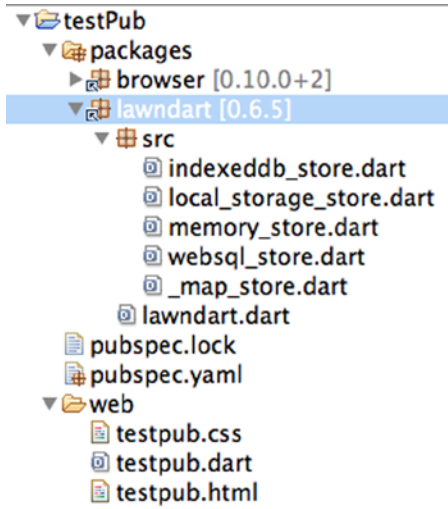 testPub
packages
browser [0.10.0+2]
lawndart [0.6.5]
src
indexeddb_store.dart
local_storage_store.dart
memory_store.dart
websql_store.dart
_map_store.dart
lawndart.dart
pubspec.lock
pubspec.yaml
web
testpub.css
testpub.dart
testpub.html